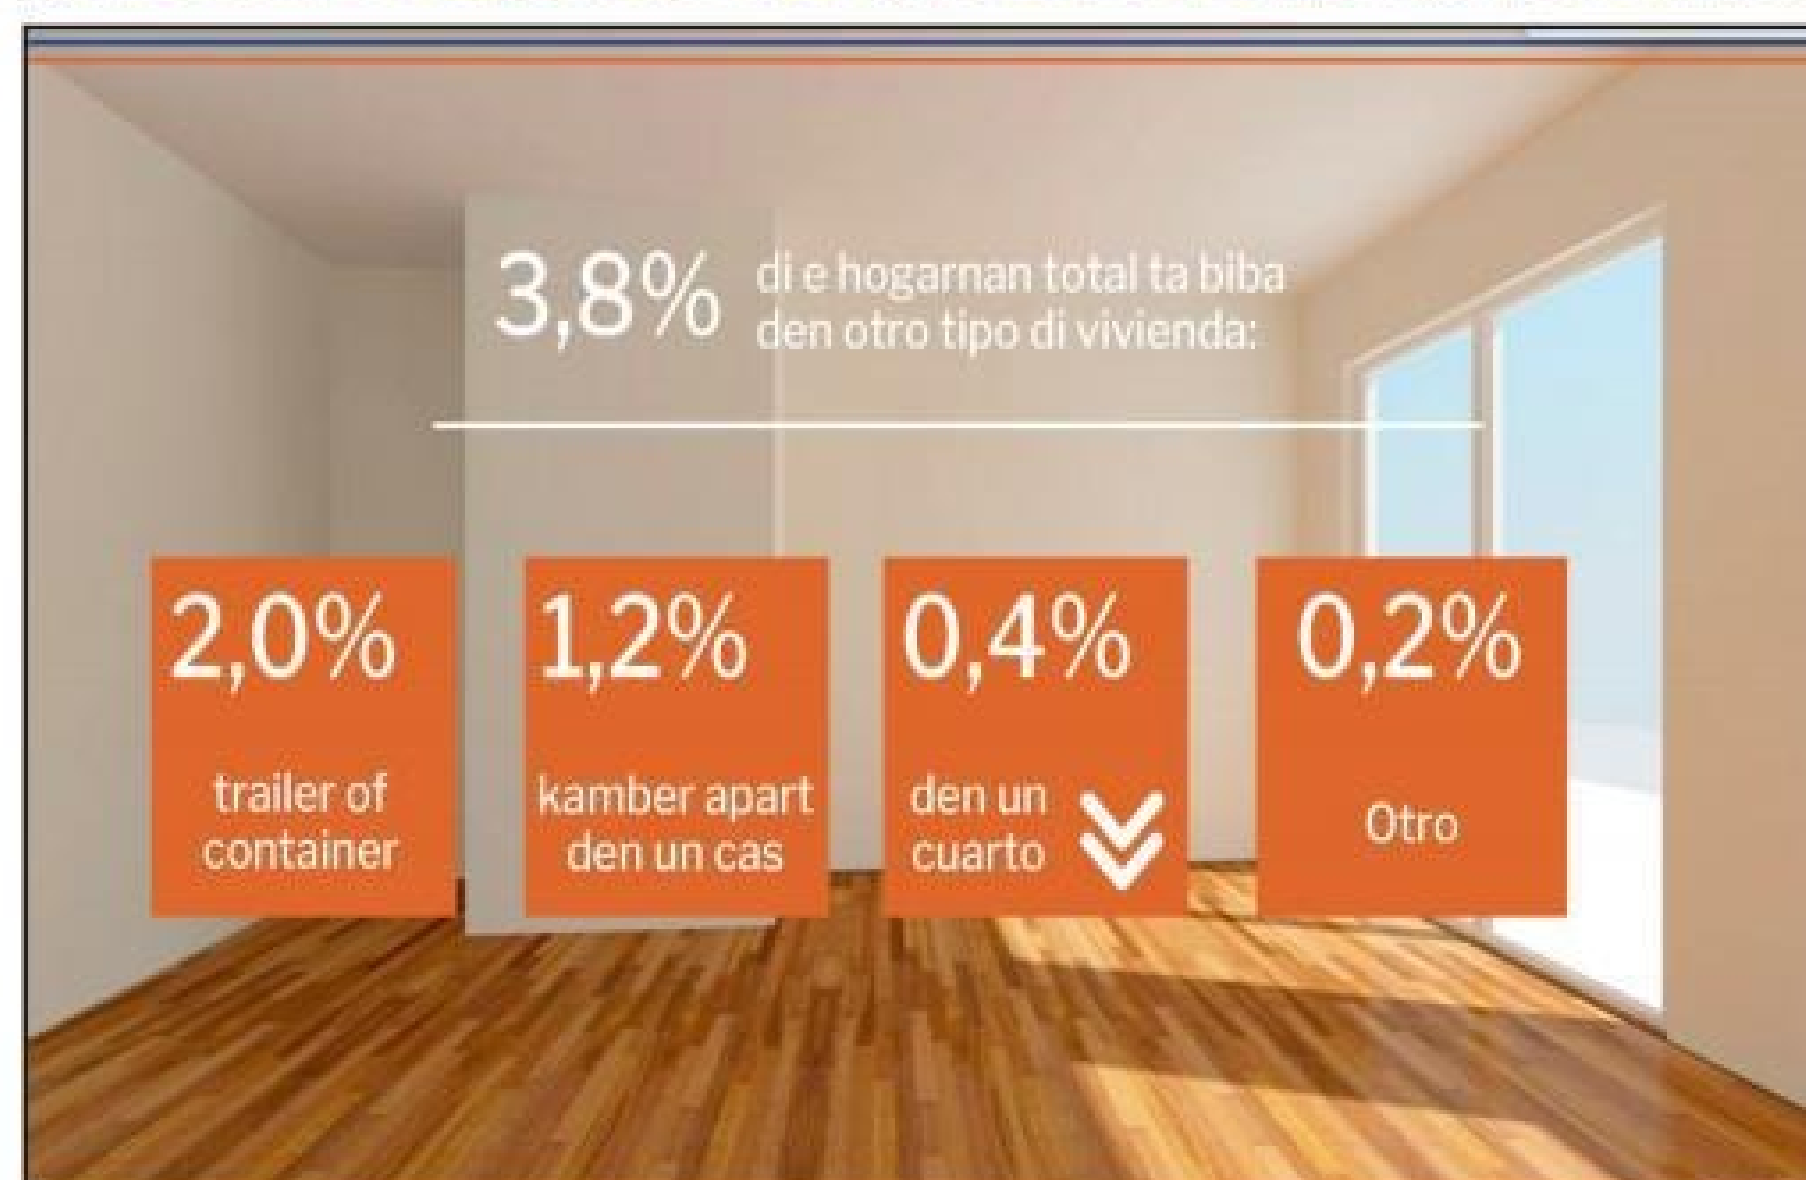 3,8%
di e hogarnan total ta biba
den otro tipo di vivienda:
2,0%
trailer of
container
1,2%
kamber apart
den un cas
0,4%
den un
cuarto
0,2%
Otro